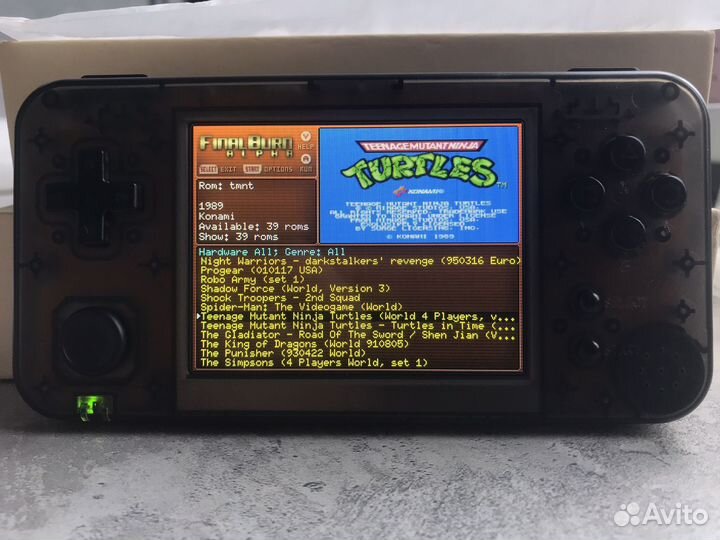 FINALBURN
ALPHA
HELP
SELECT EXIT START OPTIONS RUN
Rom: tmnt
1989
Konami
Available: 39 roms
Show: 39 roms
TEENAGE MUTANT NINJA
TURTLES
TM
KONAMI®
© KONAMI 1989
Hardware All; Genre: All
Night Warriors - darkstalkers' revenge (950316 Euro)
Progear (010117 USA)
Robo Army (set 1)
Shadow Force (World, Version 3)
Shock Troopers - 2nd Squad
Spider-Man: The Videogame (World)
Teenage Mutant Ninja Turtles (World 4 Players, v...
Teenage Mutant Ninja Turtles - Turtles in Time (...
The Gladiator - Road Of The Sword / Shen Jian (V...
The King of Dragons (World 910805)
The Punisher (930422 World)
The Simpsons (4 Players World, set 1)
Avito